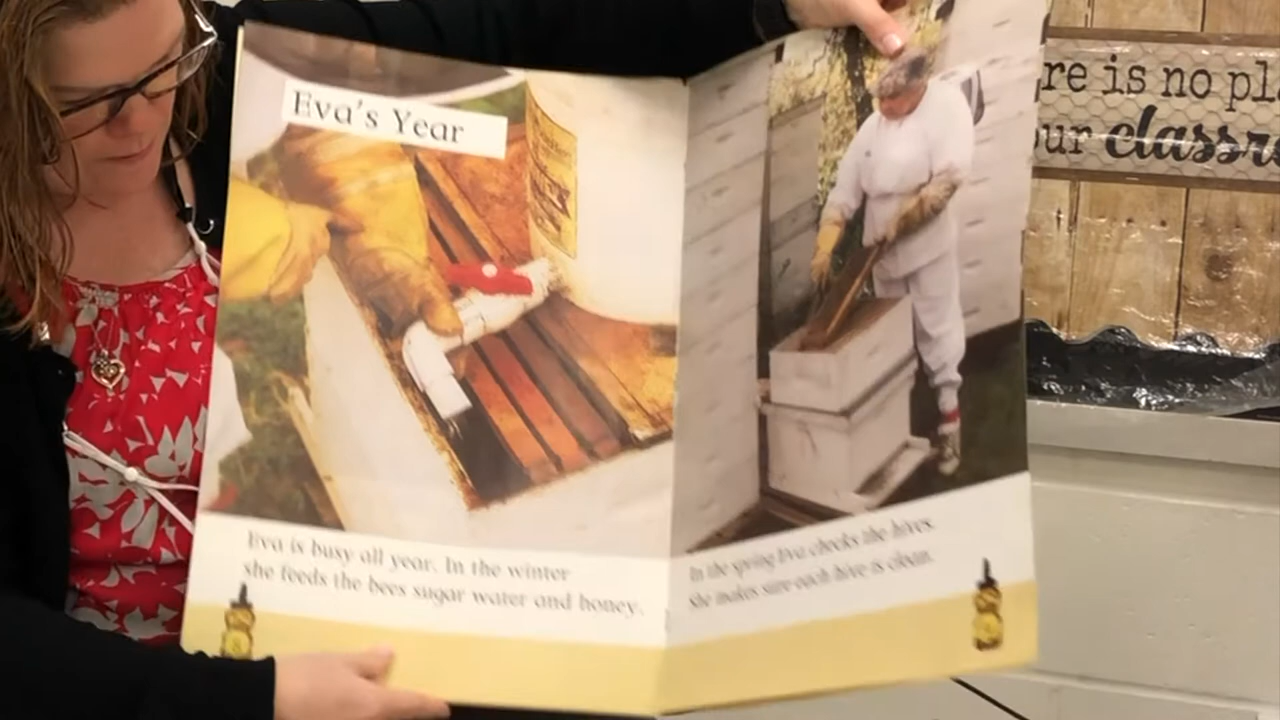 Eva's Year
Eva is busy all year. In the winter
she feeds the bees sugar water and honey.
In the spring Eva checks the hives.
She makes sure each hive is clean.
re is no pla
our classro